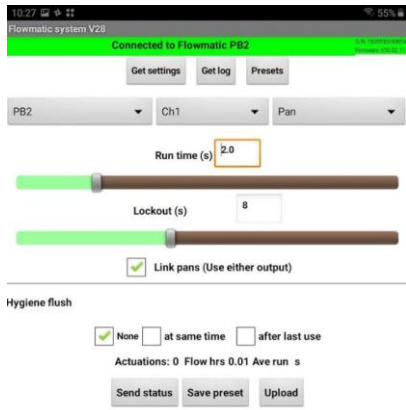 10:27 55%
Flowmatic system V28
Connected to Flowmatic PB2
Get settings Get log Presets
PB2 Ch1 Pan
Run time (s) 2.0
Lockout (s) 8
Link pans (Use either output)
Hygiene flush
None at same time after last use
Actuations: 0 Flow hrs 0.01 Ave run s
Send status Save preset Upload